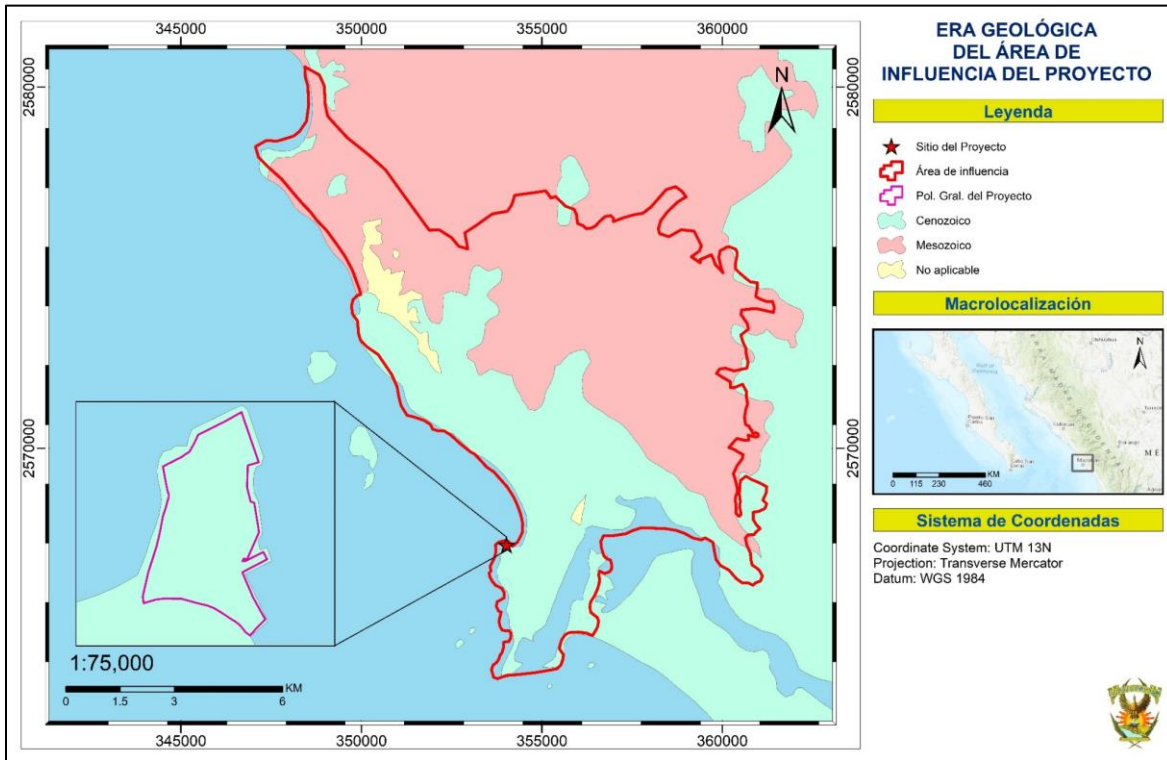 345000 350000 355000 360000
2580000 2580000
2570000 2570000
N
1:75,000
KM
0 1.5 3 6
345000 350000 355000 360000
ERA GEOLÓGICA
DEL ÁREA DE
INFLUENCIA DEL PROYECTO
Leyenda
Sitio del Proyecto
Área de influencia
Pol. Gral. del Proyecto
Cenozoico
Mesozoico
No aplicable
Macrolocalización
N
KM
0 115 230 460
Sistema de Coordenadas
Coordinate System: UTM 13N
Projection: Transverse Mercator
Datum: WGS 1984